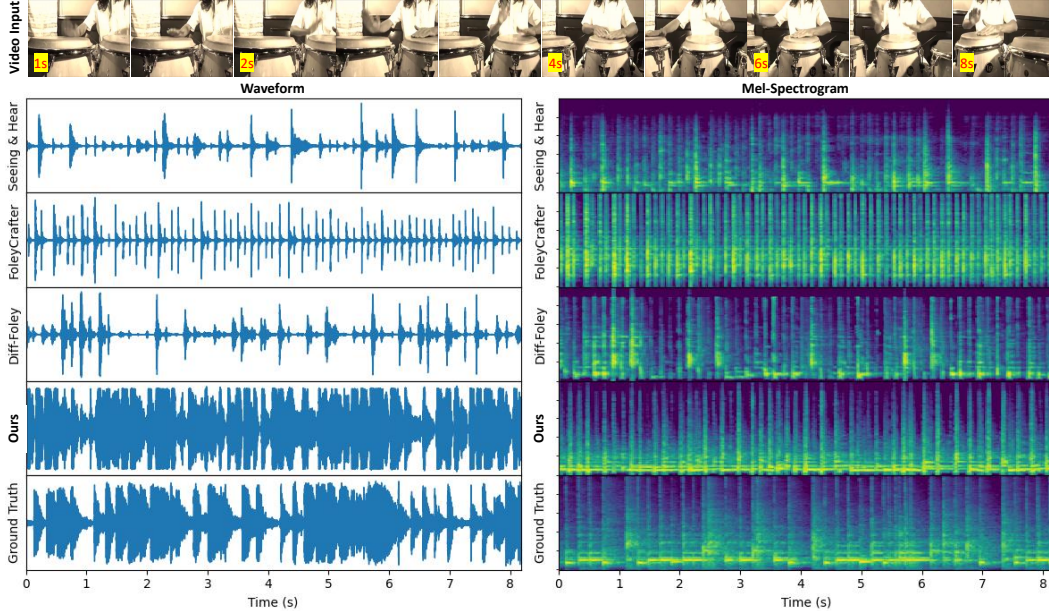 Video Input
1s
2s
4s
6s
8s
Waveform
Mel-Spectrogram
Seeing & Hear
Seeing & Hear
FoleyCrafter
FoleyCrafter
Diff-Foley
Diff-Foley
Ours
Ours
Ground Truth
Ground Truth
0 1 2 3 4 5 6 7 8
0 1 2 3 4 5 6 7 8
Time (s)
Time (s)